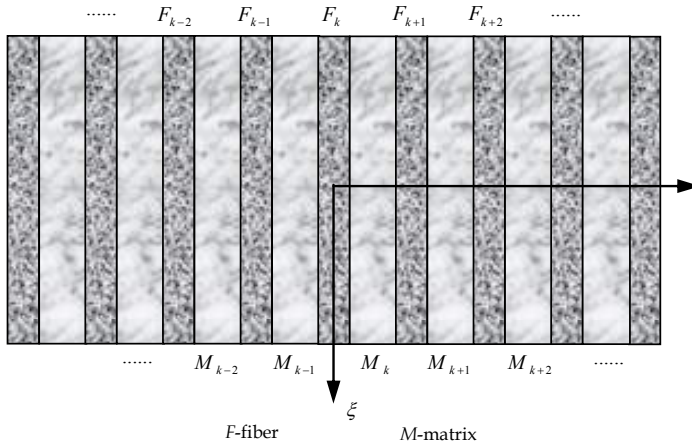 ...... F_{k-2} F_{k-1} F_k F_{k+1} F_{k+2} ......
...... M_{k-2} M_{k-1} M_k M_{k+1} M_{k+2} ......
ξ
F-fiber M-matrix